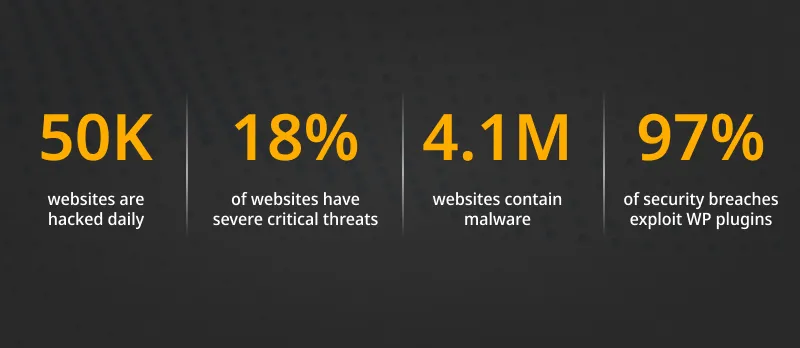 50K
websites are
hacked daily
18%
of websites have
severe critical threats
4.1M
websites contain
malware
97%
of security breaches
exploit WP plugins